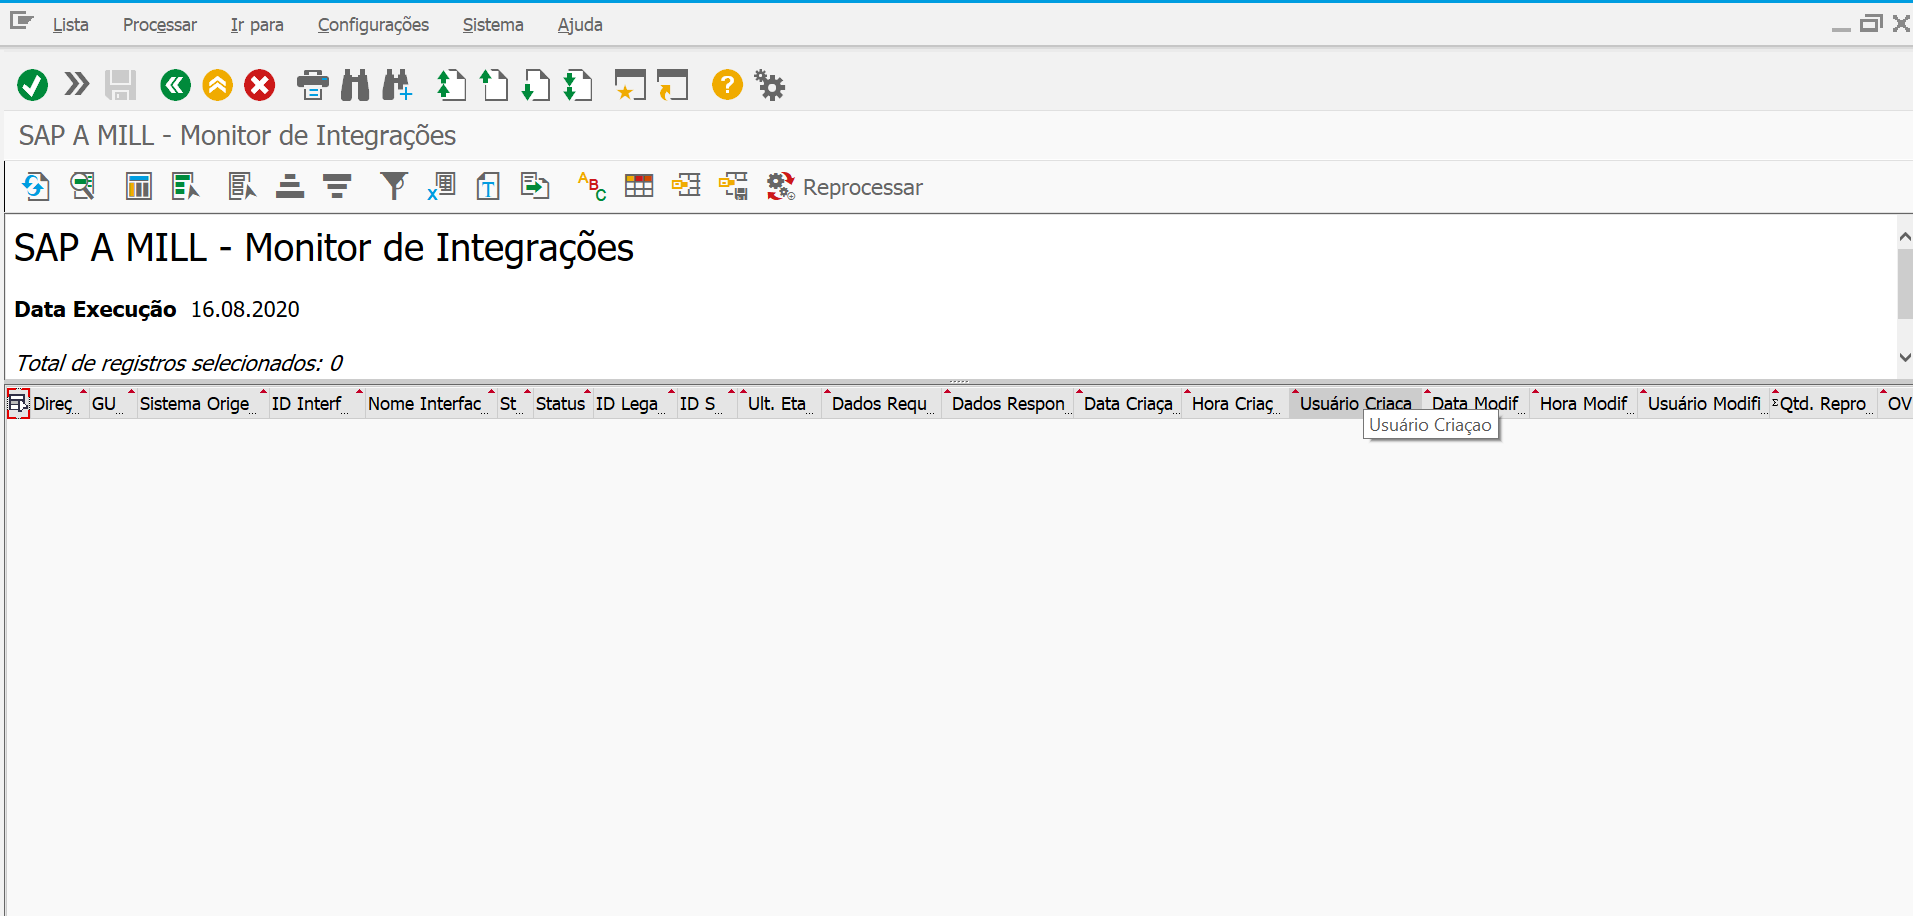 Lista Processar Ir para Configurações Sistema Ajuda
SAP A MILL - Monitor de Integrações
ABC Reprocessar
SAP A MILL - Monitor de Integrações
Data Execução 16.08.2020
Total de registros selecionados: 0
Direç... GU... Sistema Orige... ID Interf... Nome Interfac... St... Status ID Lega... ID S... Ult. Eta... Dados Requ... Dados Respon... Data Criaça... Hora Criaç... Usuário Criaça... Data Modif... Hora Modif... Usuário Modifi... Σ Qtd. Repro... OV
Usuário Criaçao